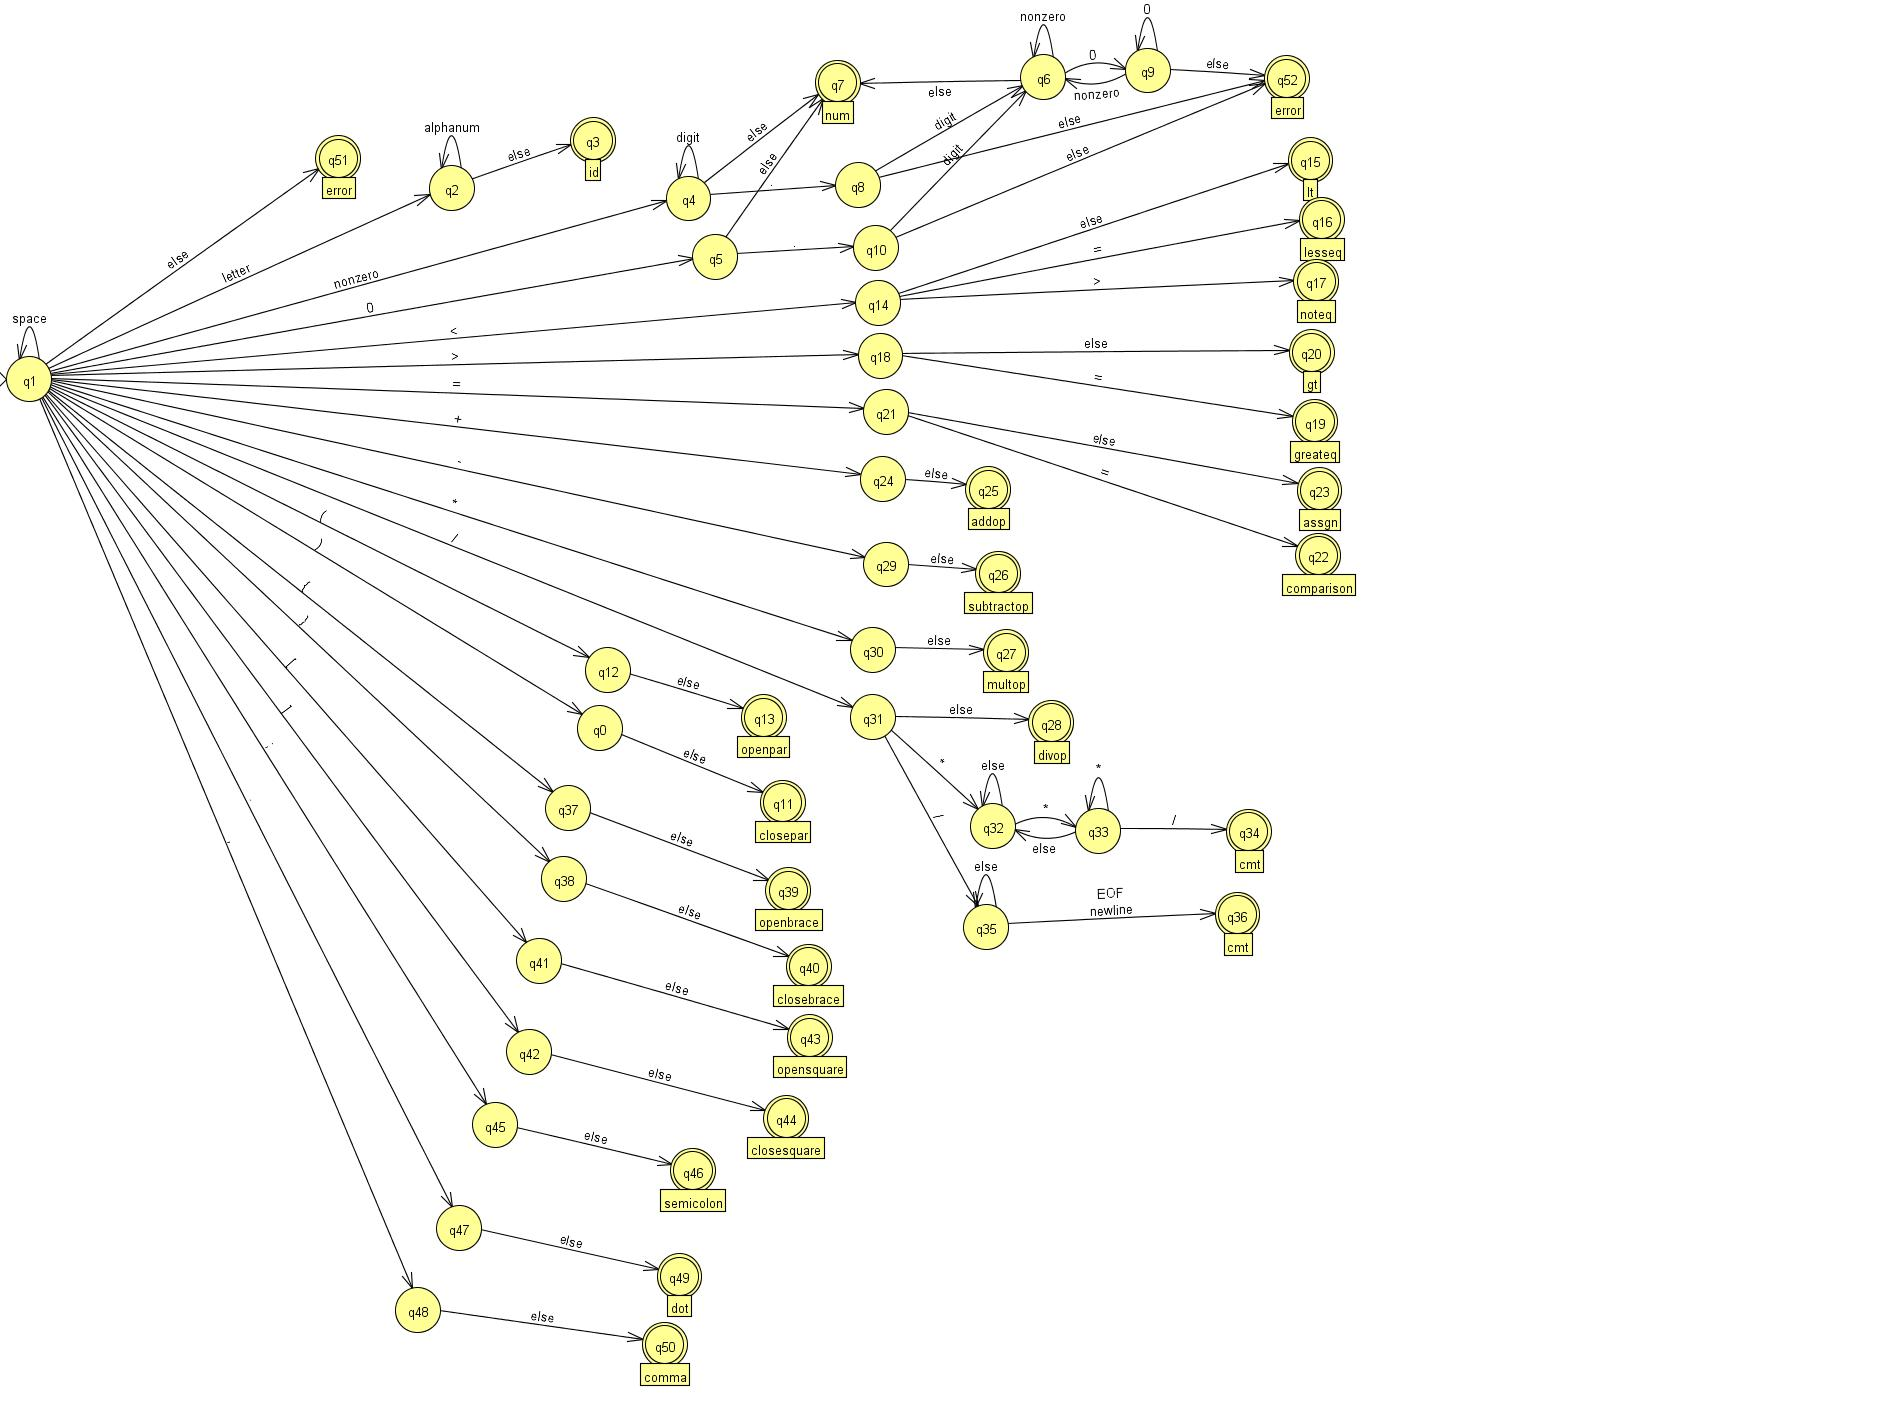 nonzero
0
q7
q6
0
q9
else
q52
else
nonzero
num
error
alphanum
q3
digit
else
digit
else
q51
else
id
else
else
digit
q15
error
q2
q4
.
q8
lt
q16
else
letter
q5
.
q10
else
=
lesseq
nonzero
q14
>
q17
0
noteq
space
<
>
q18
else
q20
q1
=
=
gt
q21
q19
+
else
greateq
-
q24
else
q25
=
q23
*
addop
assgn
(
/
)
q29
else
q26
q22
{
subtractop
comparison
}
q30
else
q27
[
q12
else
multop
]
q13
q31
else
q28
;
q0
else
openpar
divop
.
*
else
*
q11
*
,
q37
/
q32
q33
/
q34
else
closepar
else
cmt
q38
q39
else
EOF
else
openbrace
q35
newline
q36
q41
q40
cmt
else
closebrace
q42
q43
else
opensquare
q45
q44
else
closesquare
q46
semicolon
q47
else
q49
q48
else
dot
q50
comma